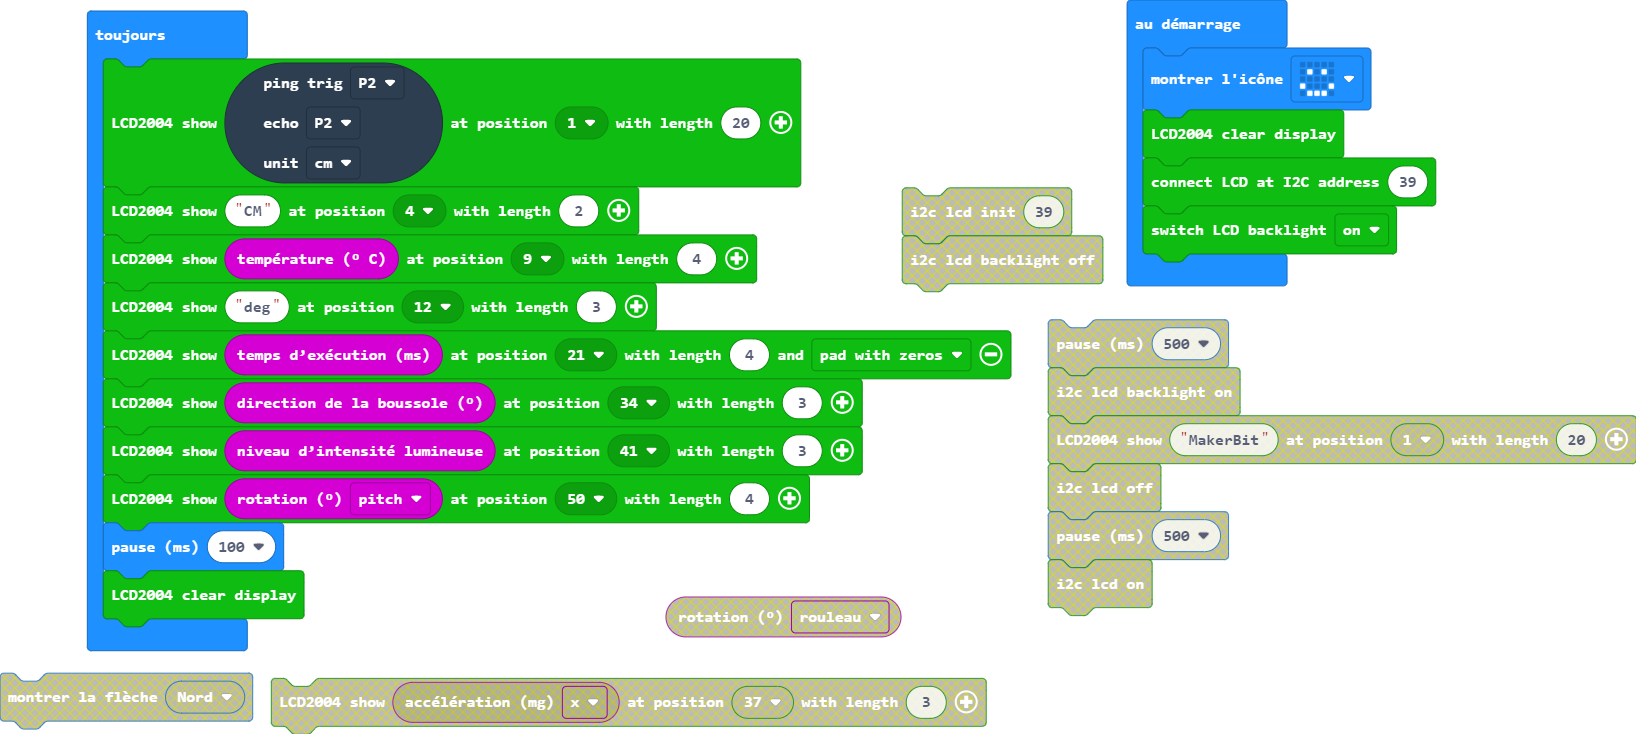 toujours
LCD2004 show ping trig P2 echo P2 unit cm at position 1 with length 20
LCD2004 show "CM" at position 4 with length 2
LCD2004 show température (º C) at position 9 with length 4
LCD2004 show "deg" at position 12 with length 3
LCD2004 show temps d’exécution (ms) at position 21 with length 4 and pad with zeros
LCD2004 show direction de la boussole (º) at position 34 with length 3
LCD2004 show niveau d’intensité lumineuse at position 41 with length 3
LCD2004 show rotation (º) pitch at position 50 with length 4
pause (ms) 100
LCD2004 clear display
au démarrage
montrer l'icône
LCD2004 clear display
connect LCD at I2C address 39
switch LCD backlight on
i2c lcd init 39
i2c lcd backlight off
pause (ms) 500
i2c lcd backlight on
LCD2004 show "MakerBit" at position 1 with length 20
i2c lcd off
pause (ms) 500
i2c lcd on
rotation (º) rouleau
montrer la flèche Nord
LCD2004 show accélération (mg) x at position 37 with length 3